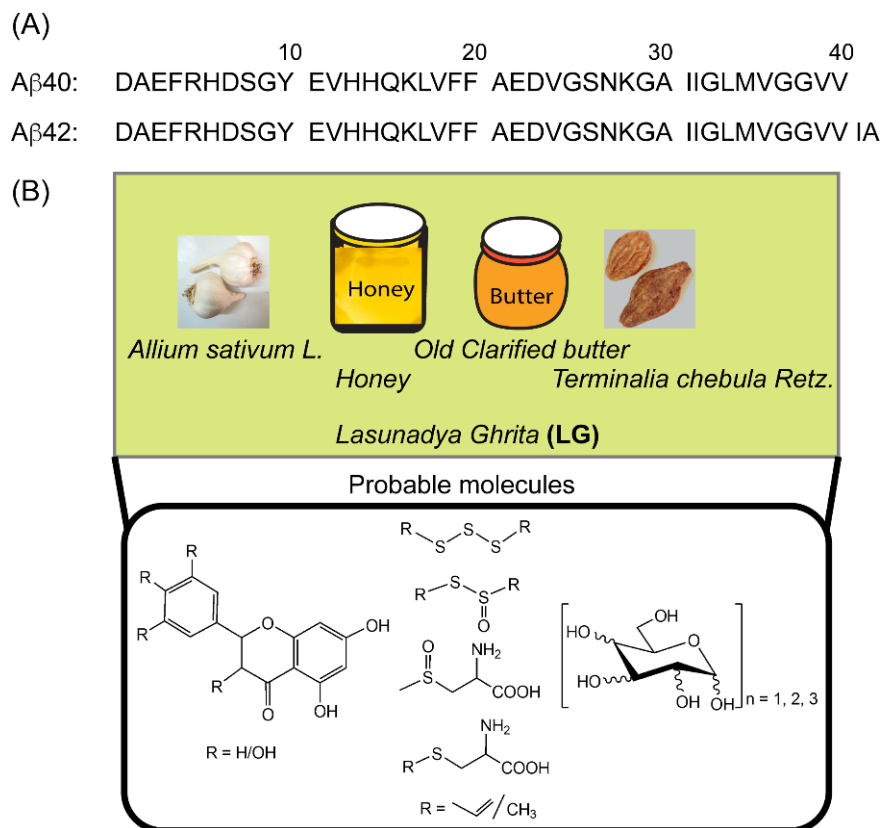 (A)
10 20 30 40
Aβ40: DAEFRHDSGY EVHHQKLVFF AEDVGSNKGA IIGLMVGGVV
Aβ42: DAEFRHDSGY EVHHQKLVFF AEDVGSNKGA IIGLMVGGVV IA
(B)
Honey
Butter
Allium sativum L.
Old Clarified butter
Honey
Terminalia chebula Retz.
Lasunadya Ghrita (LG)
Probable molecules
R S S S R
R S S R
O
R R R O OH R O OH
R = H/OH
O S NH2 COOH
R S NH2 COOH
R = /CH3
OH HO O HO HO OH OH n = 1, 2, 3